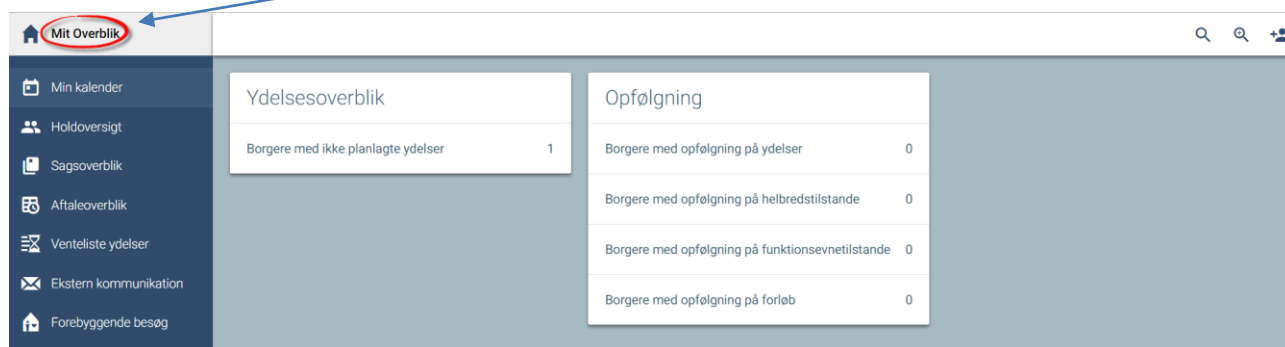 Mit Overblik
Min kalender
Holdoversigt
Sagsoverblik
Aftaleoverblik
Venteliste ydelser
Ekstern kommunikation
Forebyggende besøg
Ydelsesoverblik
Borgere med ikke planlagte ydelser 1
Opfølgning
Borgere med opfølgning på ydelser 0
Borgere med opfølgning på helbredstilstande 0
Borgere med opfølgning på funktionsevnetilstande 0
Borgere med opfølgning på forløb 0